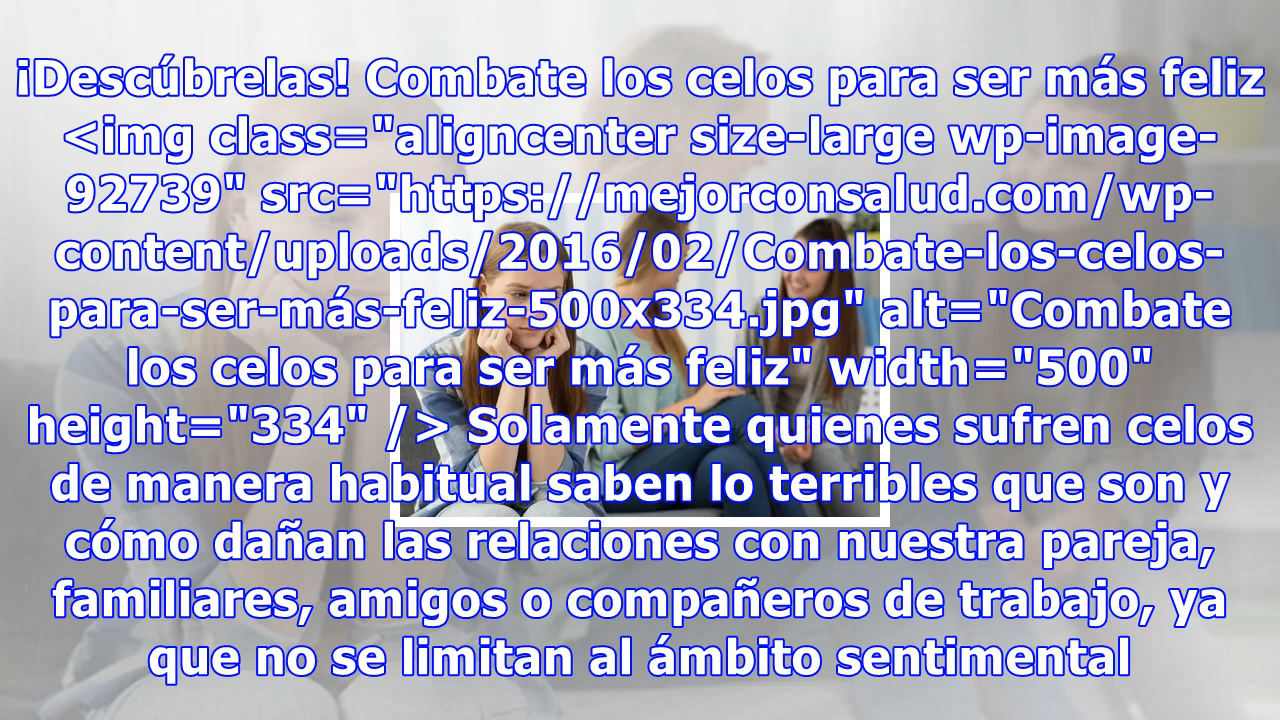 ¡Descúbrelas! Combate los celos para ser más feliz
<img class="aligncenter size-large wp-image-
92739" src="https://mejorconsalud.com/wp-
content/uploads/2016/02/Combate-los-celos-
para-ser-más-feliz-500x334.jpg" alt="Combate
los celos para ser más feliz" width="500"
height="334" /> Solamente quienes sufren celos
de manera habitual saben lo terribles que son y
cómo dañan las relaciones con nuestra pareja,
familiares, amigos o compañeros de trabajo, ya
que no se limitan al ámbito sentimental